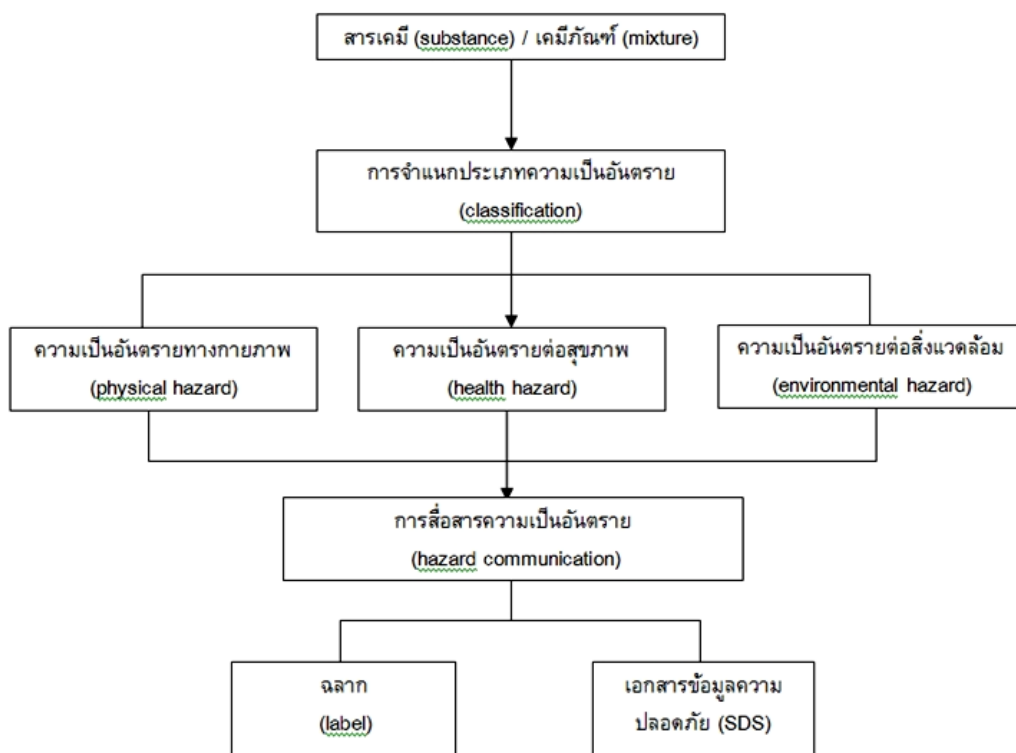 สารเคมี (substance) / เคมีภัณฑ์ (mixture)
การจำแนกประเภทความเป็นอันตราย
(classification)
ความเป็นอันตรายทางกายภาพ
(physical hazard)
ความเป็นอันตรายต่อสุขภาพ
(health hazard)
ความเป็นอันตรายต่อสิ่งแวดล้อม
(environmental hazard)
การสื่อสารความเป็นอันตราย
(hazard communication)
ฉลาก
(label)
เอกสารข้อมูลความ
ปลอดภัย (SDS)